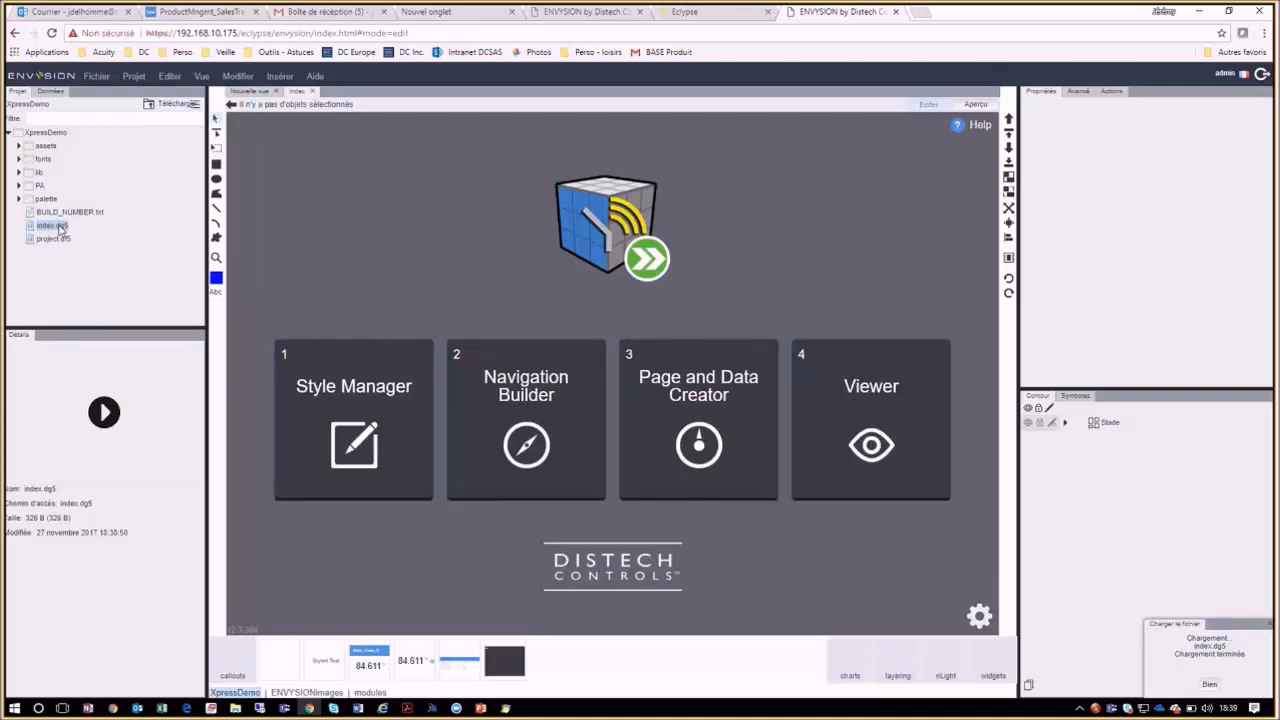 Courrier - jdelhomme@c
ProductMngmt_SalesTra
Boîte de réception (5) -
Nouvel onglet
ENVYSION by Distech Co
Eclypse
ENVYSION by Distech Co
Jérémy
Non sécurisé
https://192.168.10.175/eclypse/envysion/index.html#mode=edit
Applications
Acuity
DC
Perso
Veille
Outils - Astuces
DC Europe
DC Inc.
Intranet DCSAS
Photos
Perso - loisirs
BASE Produit
Autres favoris
ENVYSION
Fichier
Projet
Editer
Vue
Modifier
Insérer
Aide
admin
Projet
Données
Nouvelle vue
index
Propriétés
Avancé
Actions
XpressDemo
Télécharger
Il n'y a pas d'objets sélectionnés
Editer
Aperçu
Filtre:
XpressDemo
assets
fonts
lib
PA
palette
BUILD_NUMBER.txt
index.dg5
project.df5
Abc
Help
1
Style Manager
2
Navigation
Builder
3
Page and Data
Creator
4
Viewer
DISTECH
CONTROLS™
Détails
Nom: index.dg5
Chemin d'accès: index.dg5
Taille: 326 B (326 B)
Modifiée: 27 novembre 2017 18:38:50
Contour
Symboles
Stade
Charger le fichier
Chargement...
index.dg5
Chargement terminée
Bien
callouts
Styled Text
84.611
84.611
charts
layering
nLight
widgets
XpressDemo | ENVYSIONimages | modules
18:39